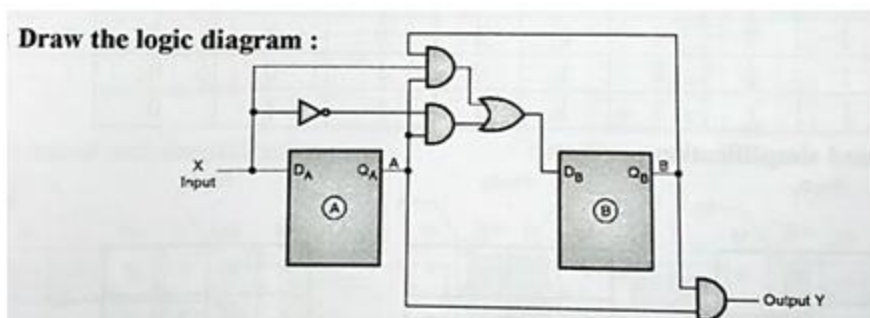 Draw the logic diagram :
X
Input
DA
QA
A
A
DB
QB
B
B
Output Y